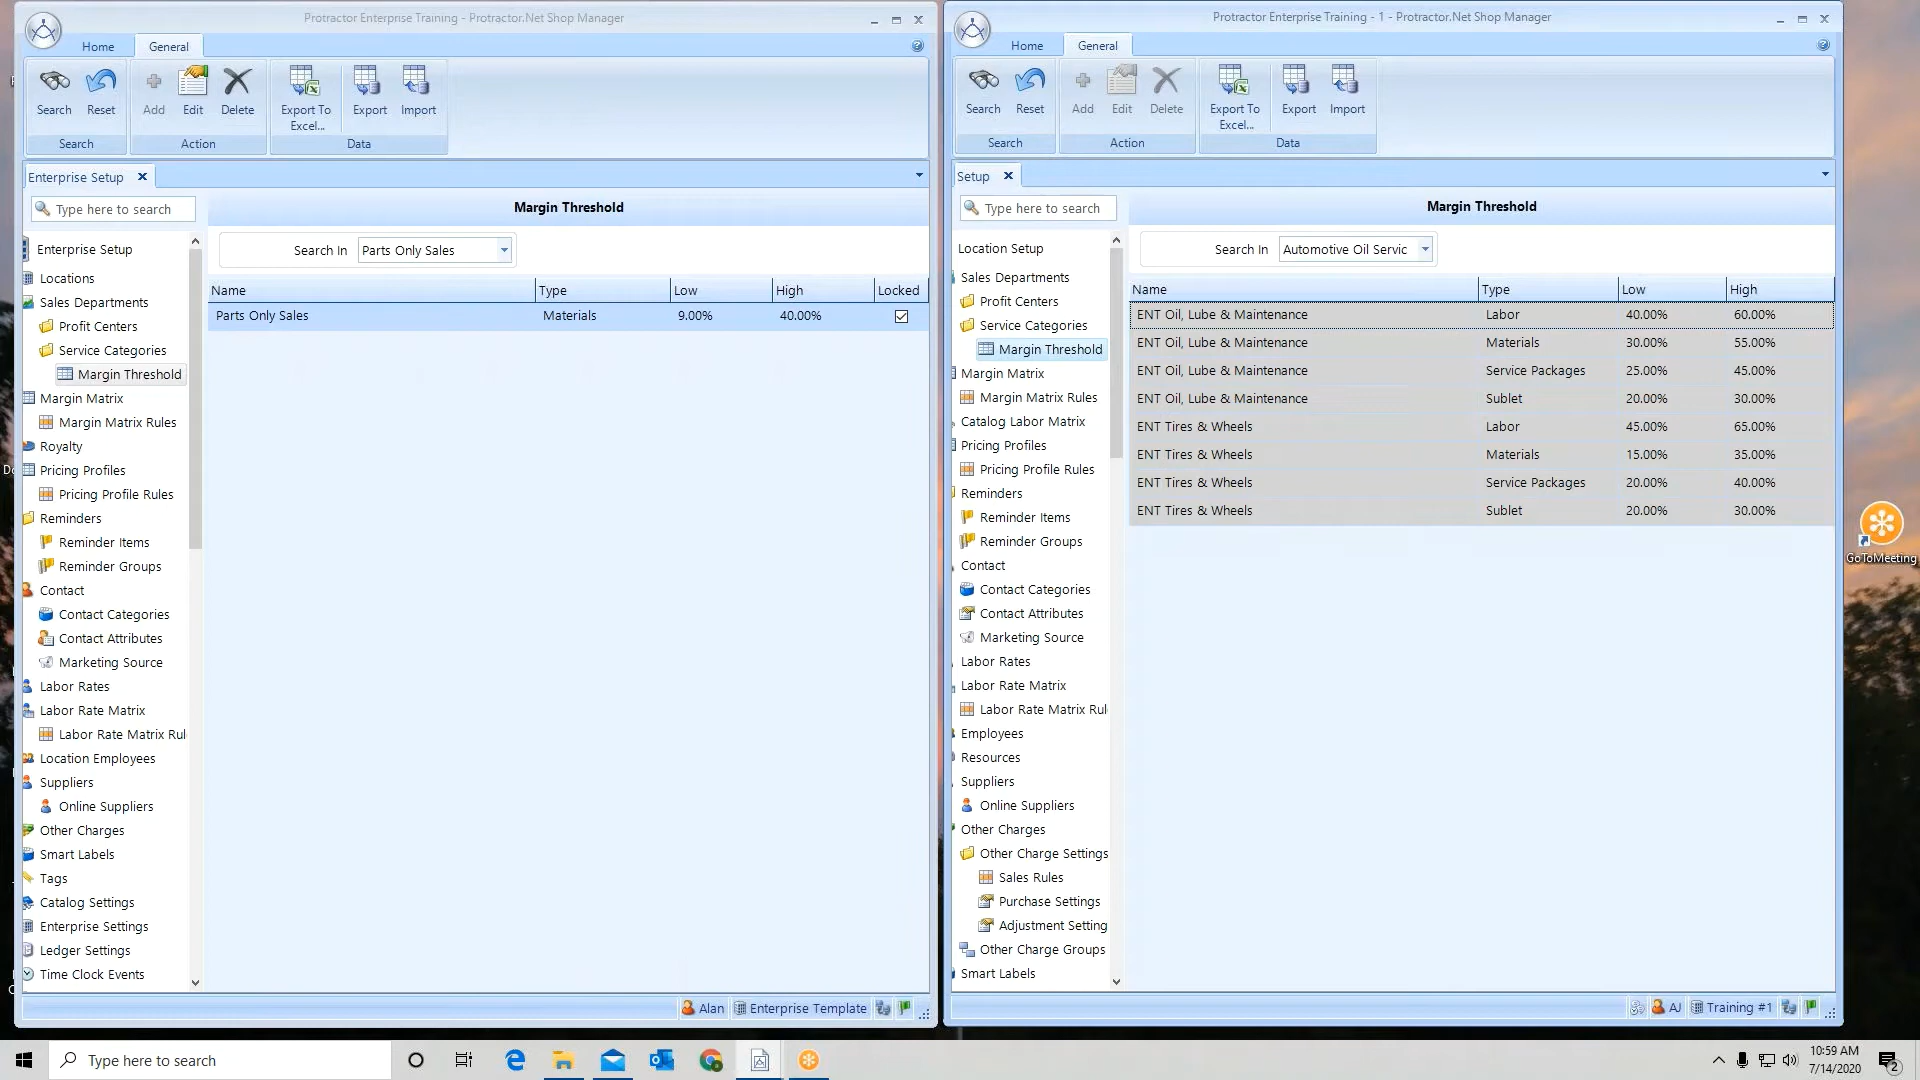 Protractor Enterprise Training - Protractor.Net Shop Manager
Home
General
Search
Reset
Add
Edit
Delete
Export To
Excel...
Export
Import
Search
Action
Data
Enterprise Setup
Type here to search
Enterprise Setup
Locations
Sales Departments
Profit Centers
Service Categories
Margin Threshold
Margin Matrix
Margin Matrix Rules
Royalty
Pricing Profiles
Pricing Profile Rules
Reminders
Reminder Items
Reminder Groups
Contact
Contact Categories
Contact Attributes
Marketing Source
Labor Rates
Labor Rate Matrix
Labor Rate Matrix Rul
Location Employees
Suppliers
Online Suppliers
Other Charges
Smart Labels
Tags
Catalog Settings
Enterprise Settings
Ledger Settings
Time Clock Events
Margin Threshold
Search In Parts Only Sales
Name Type Low High Locked
Parts Only Sales Materials 9.00% 40.00%
Alan Enterprise Template
Protractor Enterprise Training - 1 - Protractor.Net Shop Manager
Home
General
Search
Reset
Add
Edit
Delete
Export To
Excel...
Export
Import
Search
Action
Data
Setup
Type here to search
Location Setup
Sales Departments
Profit Centers
Service Categories
Margin Threshold
Margin Matrix
Margin Matrix Rules
Catalog Labor Matrix
Pricing Profiles
Pricing Profile Rules
Reminders
Reminder Items
Reminder Groups
Contact
Contact Categories
Contact Attributes
Marketing Source
Labor Rates
Labor Rate Matrix
Labor Rate Matrix Rul
Employees
Resources
Suppliers
Online Suppliers
Other Charges
Other Charge Settings
Sales Rules
Purchase Settings
Adjustment Setting
Other Charge Groups
Smart Labels
Margin Threshold
Search In Automotive Oil Servic
Name Type Low High
ENT Oil, Lube & Maintenance Labor 40.00% 60.00%
ENT Oil, Lube & Maintenance Materials 30.00% 55.00%
ENT Oil, Lube & Maintenance Service Packages 25.00% 45.00%
ENT Oil, Lube & Maintenance Sublet 20.00% 30.00%
ENT Tires & Wheels Labor 45.00% 65.00%
ENT Tires & Wheels Materials 15.00% 35.00%
ENT Tires & Wheels Service Packages 20.00% 40.00%
ENT Tires & Wheels Sublet 20.00% 30.00%
AJ Training #1
GoToMeeting
Type here to search
10:59 AM
7/14/2020
2